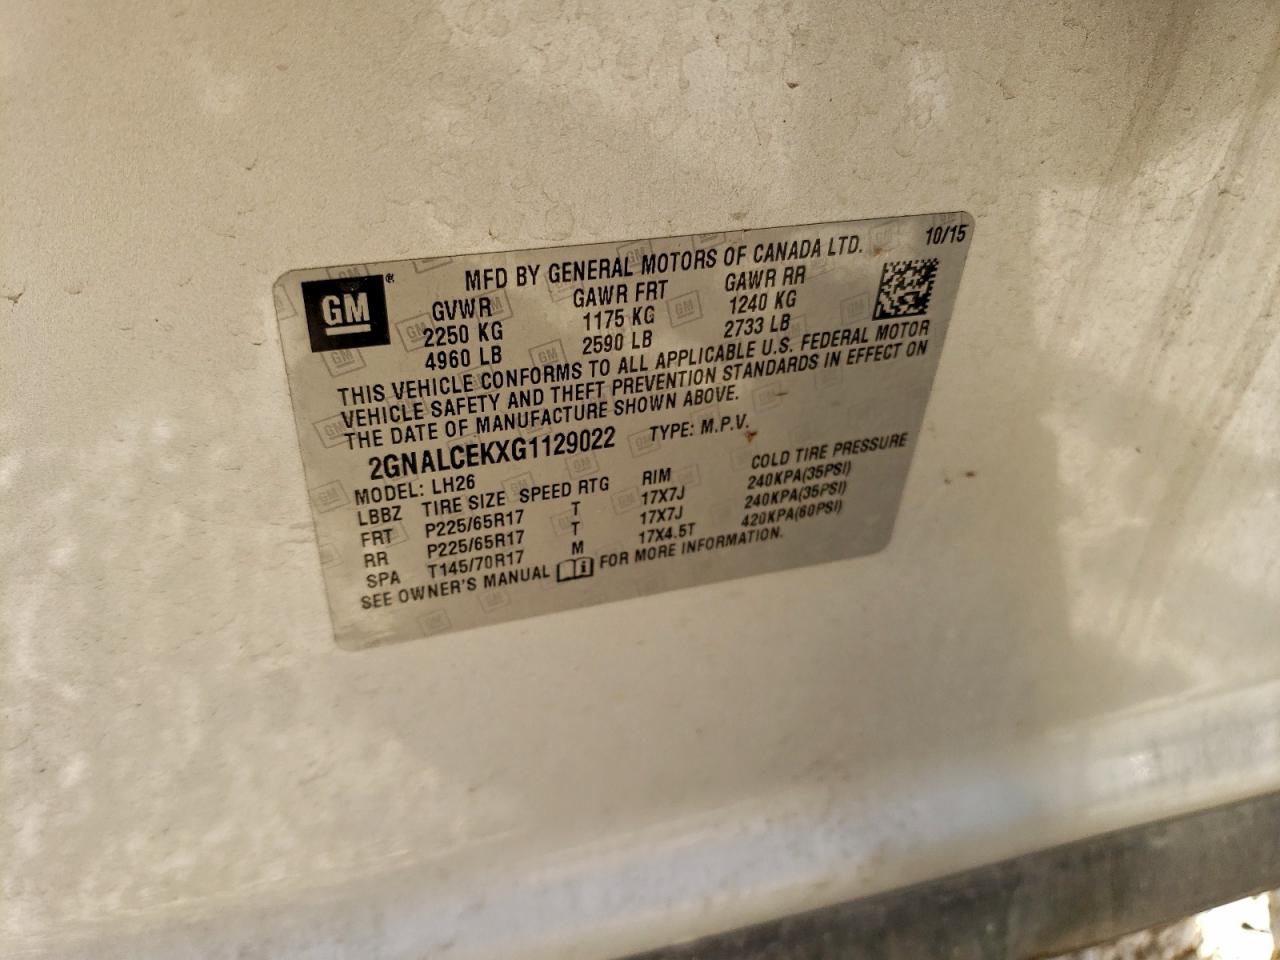 GM®
MFD BY GENERAL MOTORS OF CANADA LTD. 10/15
GVWR GAWR FRT GAWR RR
2250 KG 1175 KG 1240 KG
4960 LB 2590 LB 2733 LB
THIS VEHICLE CONFORMS TO ALL APPLICABLE U.S. FEDERAL MOTOR
VEHICLE SAFETY AND THEFT PREVENTION STANDARDS IN EFFECT ON
THE DATE OF MANUFACTURE SHOWN ABOVE.
2GNALCEKXG1129022 TYPE: M.P.V.
MODEL: LH26
LBBZ TIRE SIZE SPEED RTG RIM COLD TIRE PRESSURE
FRT P225/65R17 T 17X7J 240KPA(35PSI)
RR P225/65R17 T 17X7J 240KPA(35PSI)
SPA T145/70R17 M 17X4.5T 420KPA(60PSI)
SEE OWNER'S MANUAL FOR MORE INFORMATION.